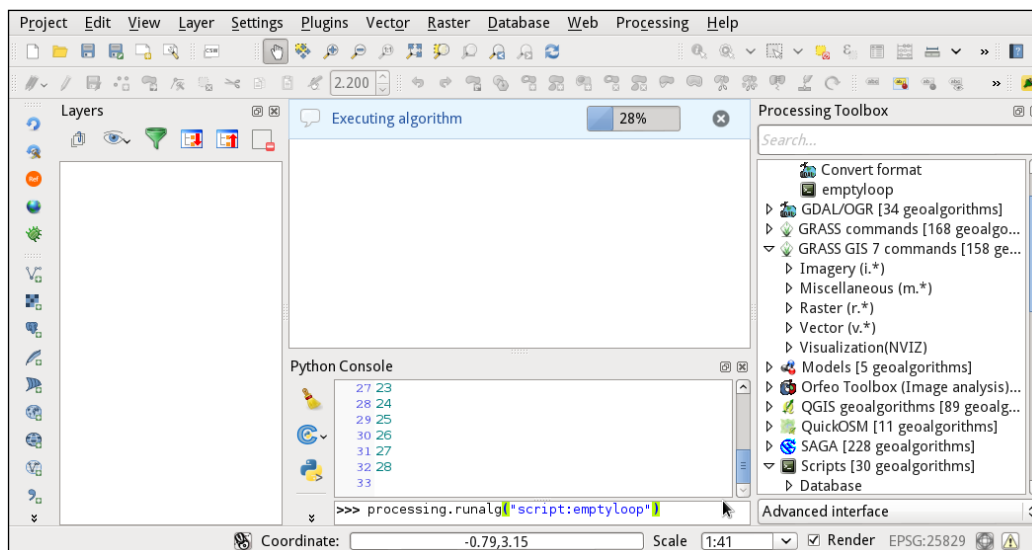 Project Edit View Layer Settings Plugins Vector Raster Database Web Processing Help
CSW
2.200
Layers
Executing algorithm 28%
Processing Toolbox
Search...
Convert format
emptyloop
GDAL/OGR [34 geoalgorithms]
GRASS commands [168 geoalgo...
GRASS GIS 7 commands [158 ge...
Imagery (i.*)
Miscellaneous (m.*)
Raster (r.*)
Vector (v.*)
Visualization(NVIZ)
Models [5 geoalgorithms]
Orfeo Toolbox (Image analysis)...
QGIS geoalgorithms [89 geoalg...
QuickOSM [11 geoalgorithms]
SAGA [228 geoalgorithms]
Scripts [30 geoalgorithms]
Database
Advanced interface
Python Console
27 23
28 24
29 25
30 26
31 27
32 28
33
>>> processing.runalg("script:emptyloop")
Coordinate: -0.79,3.15 Scale 1:41 Render EPSG:25829